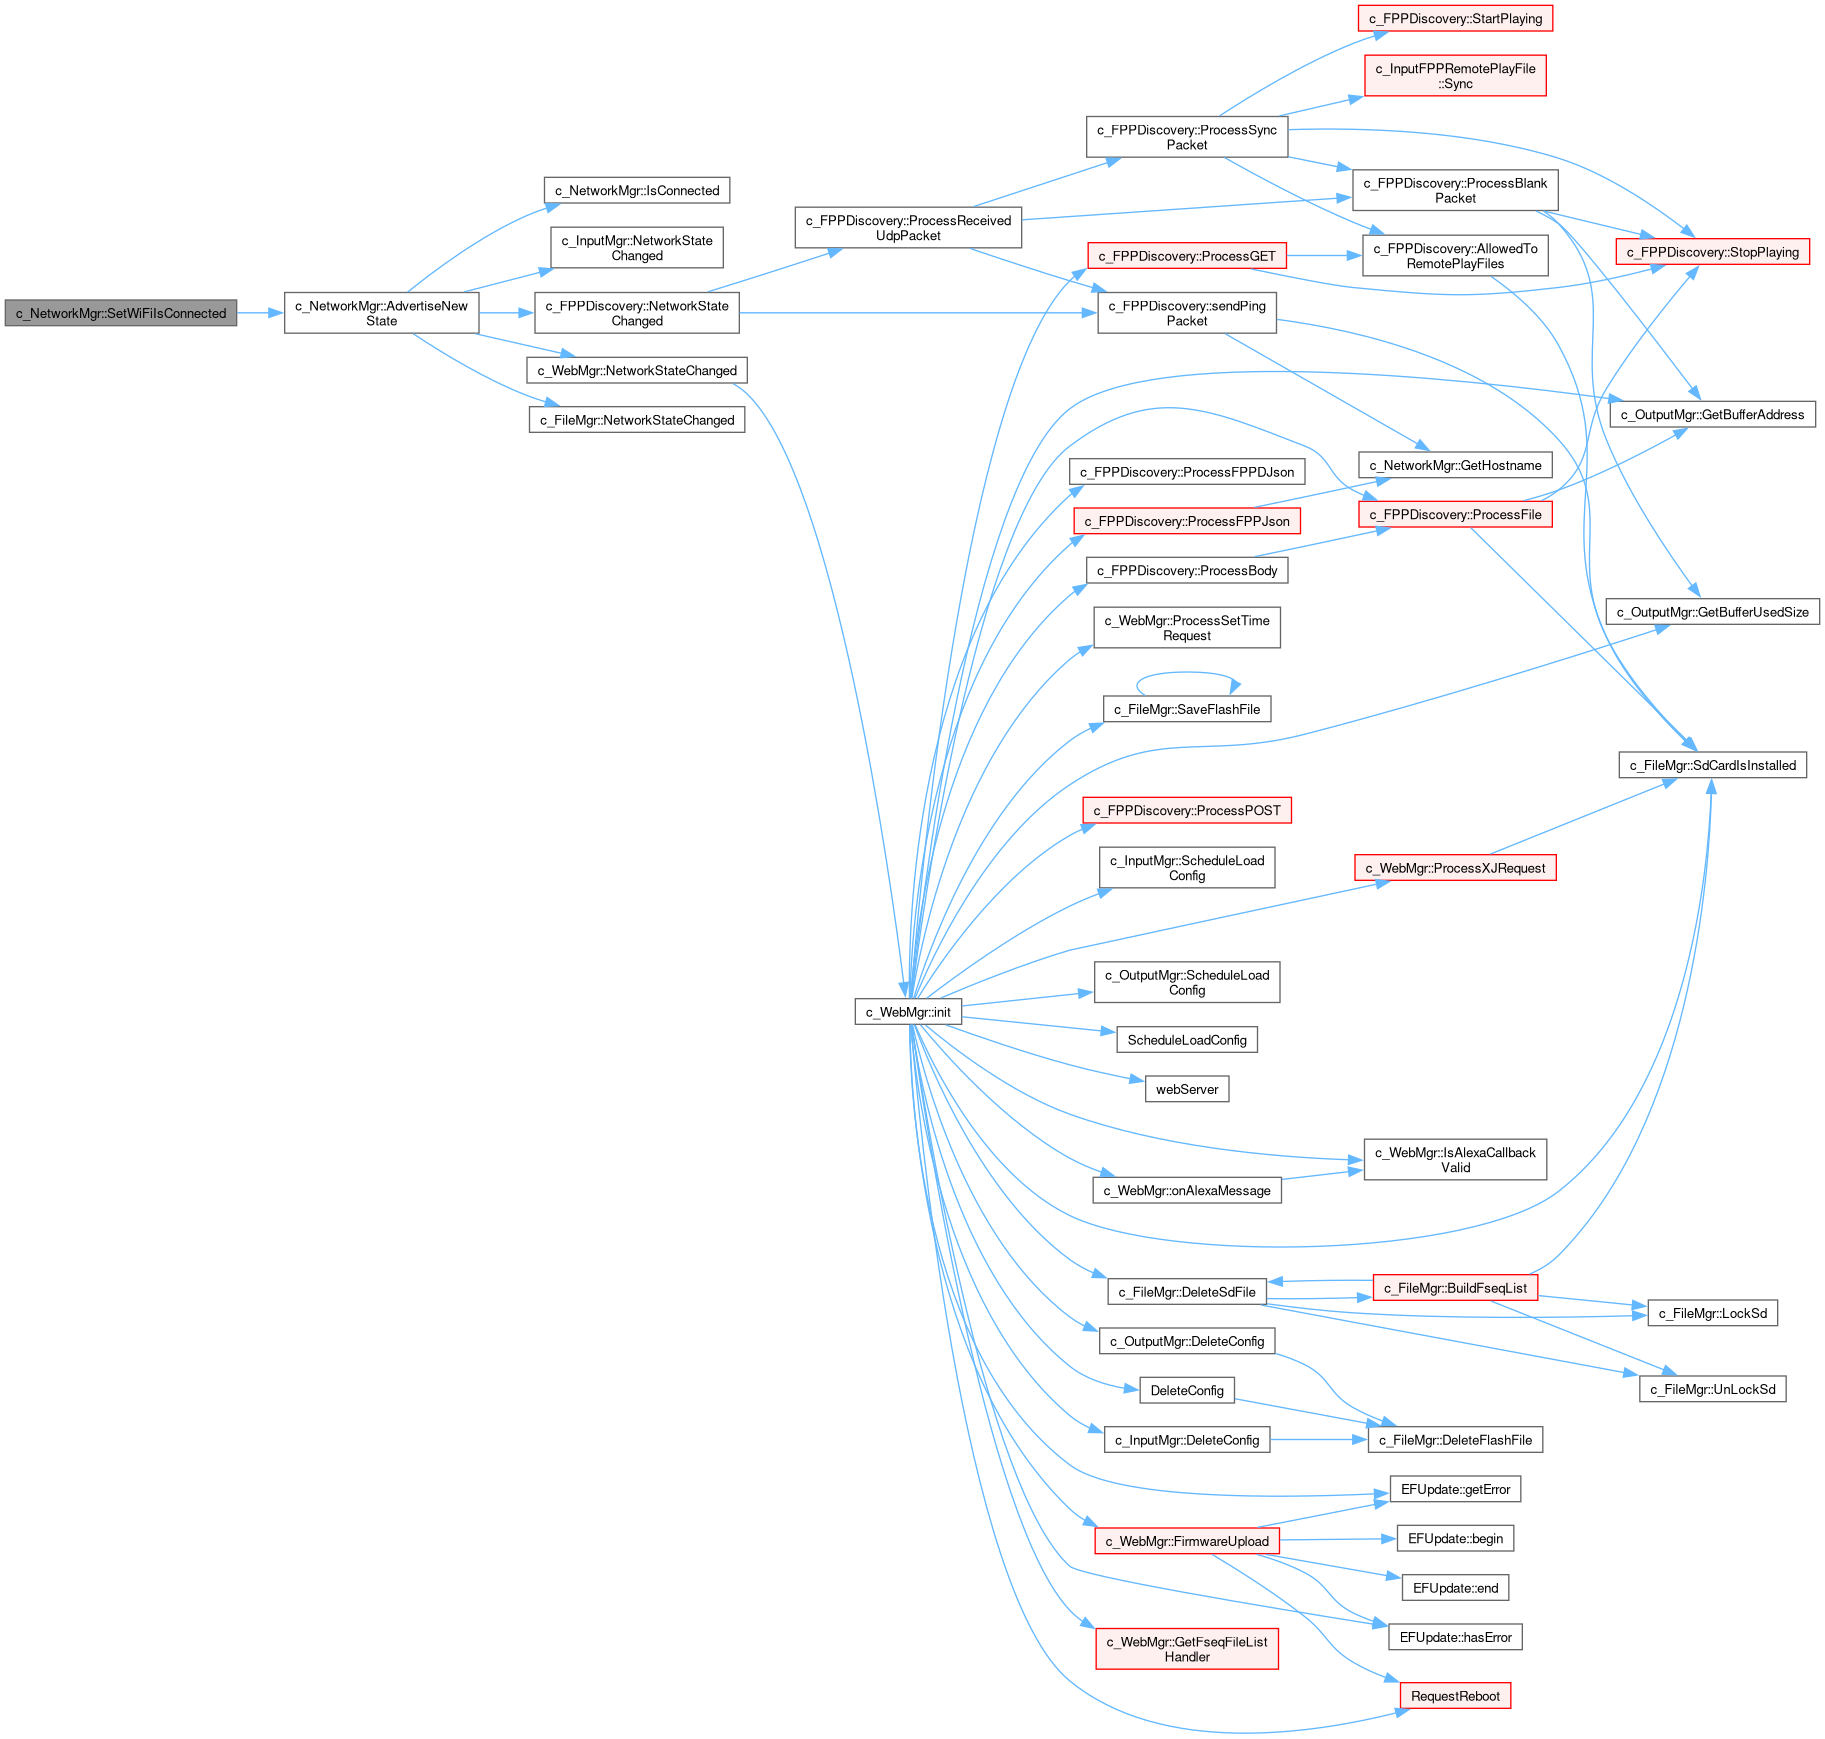 c_NetworkMgr::SetWiFiIsConnected
c_NetworkMgr::AdvertiseNew
State
c_NetworkMgr::IsConnected
c_InputMgr::NetworkState
Changed
c_FPPDiscovery::NetworkState
Changed
c_WebMgr::NetworkStateChanged
c_FileMgr::NetworkStateChanged
c_FPPDiscovery::ProcessReceived
UdpPacket
c_WebMgr::init
c_FPPDiscovery::ProcessSync
Packet
c_FPPDiscovery::ProcessGET
c_FPPDiscovery::sendPing
Packet
c_FPPDiscovery::ProcessFPPDJson
c_FPPDiscovery::ProcessFPPJson
c_FPPDiscovery::ProcessBody
c_WebMgr::ProcessSetTime
Request
c_FileMgr::SaveFlashFile
c_FPPDiscovery::ProcessPOST
c_InputMgr::ScheduleLoad
Config
c_OutputMgr::ScheduleLoad
Config
ScheduleLoadConfig
webServer
c_WebMgr::onAlexaMessage
c_FileMgr::DeleteSdFile
c_OutputMgr::DeleteConfig
DeleteConfig
c_InputMgr::DeleteConfig
c_WebMgr::FirmwareUpload
c_WebMgr::GetFseqFileList
Handler
c_FPPDiscovery::StartPlaying
c_InputFPPRemotePlayFile
::Sync
c_FPPDiscovery::ProcessBlank
Packet
c_FPPDiscovery::AllowedTo
RemotePlayFiles
c_NetworkMgr::GetHostname
c_FPPDiscovery::ProcessFile
c_WebMgr::ProcessXJRequest
c_WebMgr::IsAlexaCallback
Valid
c_FileMgr::BuildFseqList
c_FileMgr::DeleteFlashFile
EFUpdate::getError
EFUpdate::begin
EFUpdate::end
EFUpdate::hasError
RequestReboot
c_FPPDiscovery::StopPlaying
c_OutputMgr::GetBufferAddress
c_OutputMgr::GetBufferUsedSize
c_FileMgr::SdCardIsInstalled
c_FileMgr::LockSd
c_FileMgr::UnLockSd